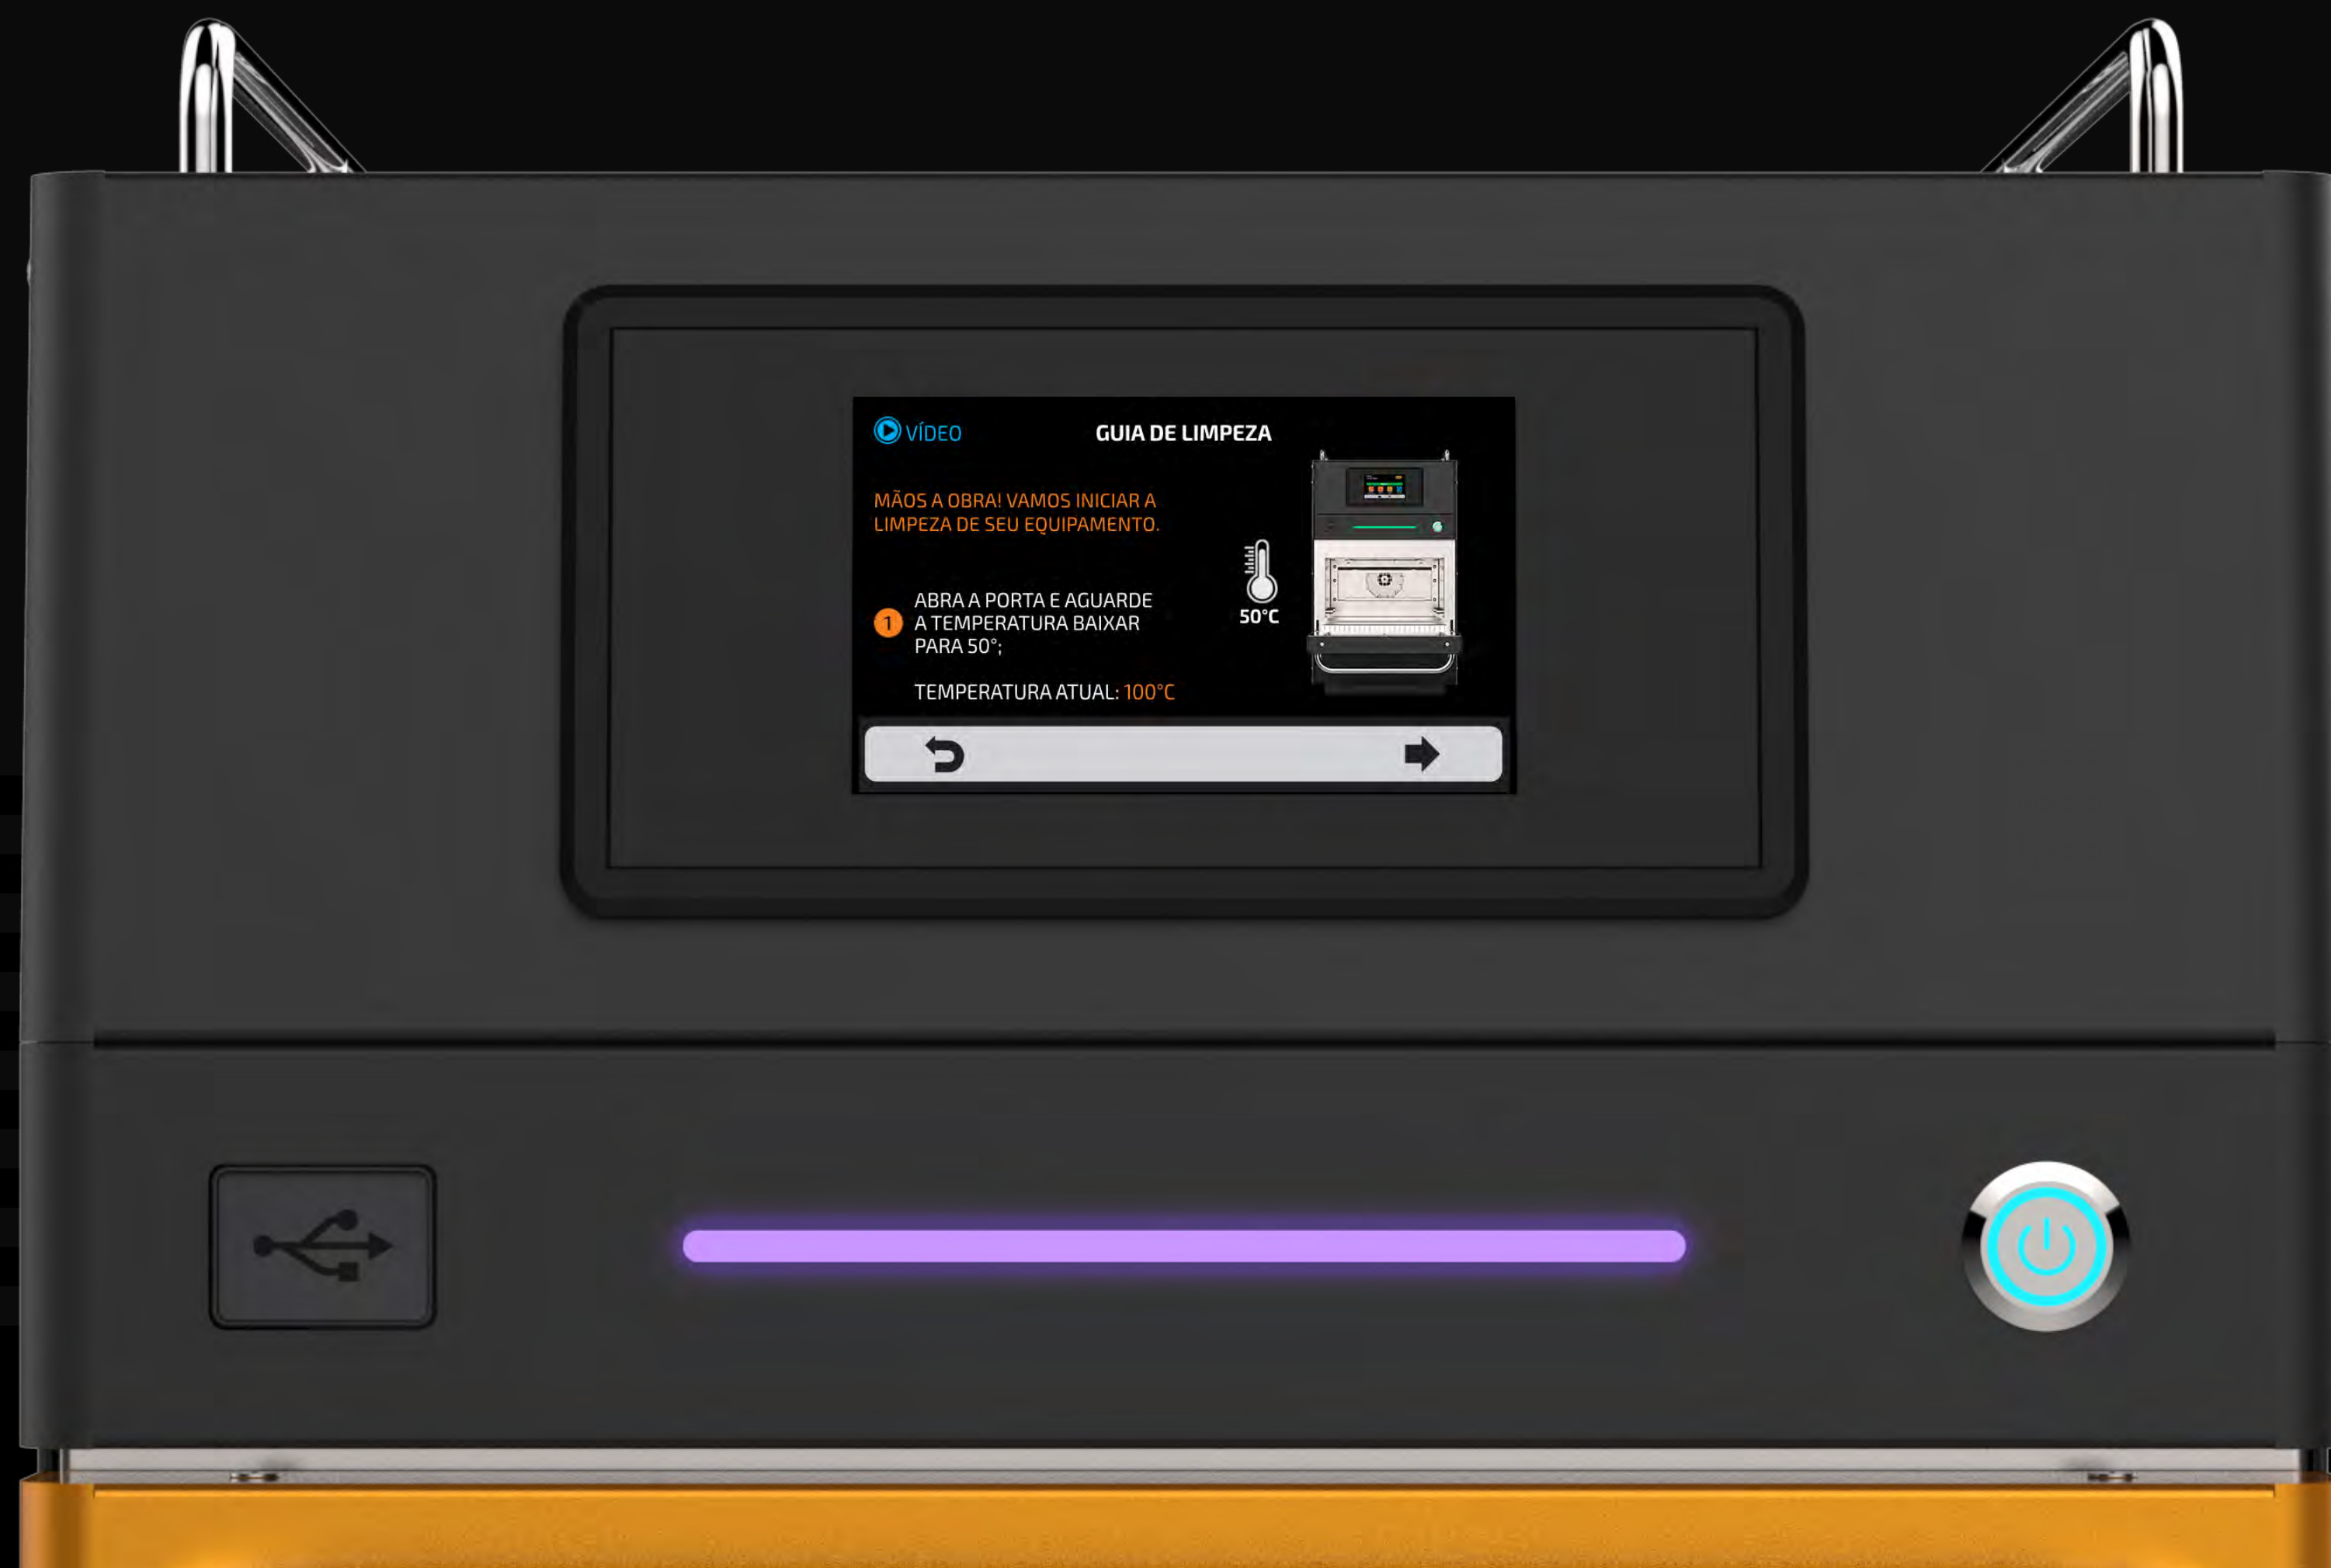 VÍDEO
GUIA DE LIMPEZA
MÃOS A OBRA! VAMOS INICIAR A
LIMPEZA DE SEU EQUIPAMENTO.
1
ABRA A PORTA E AGUARDE
A TEMPERATURA BAIXAR
PARA 50°;
TEMPERATURA ATUAL: 100°C
50°C